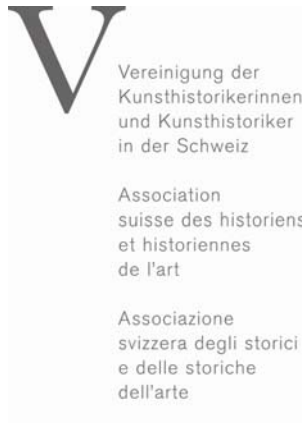 V
Vereinigung der
Kunsthistorikerinnen
und Kunsthistoriker
in der Schweiz
Association
suisse des historiens
et historiennes
de l'art
Associazione
svizzera degli storici
e delle storiche
dell'arte